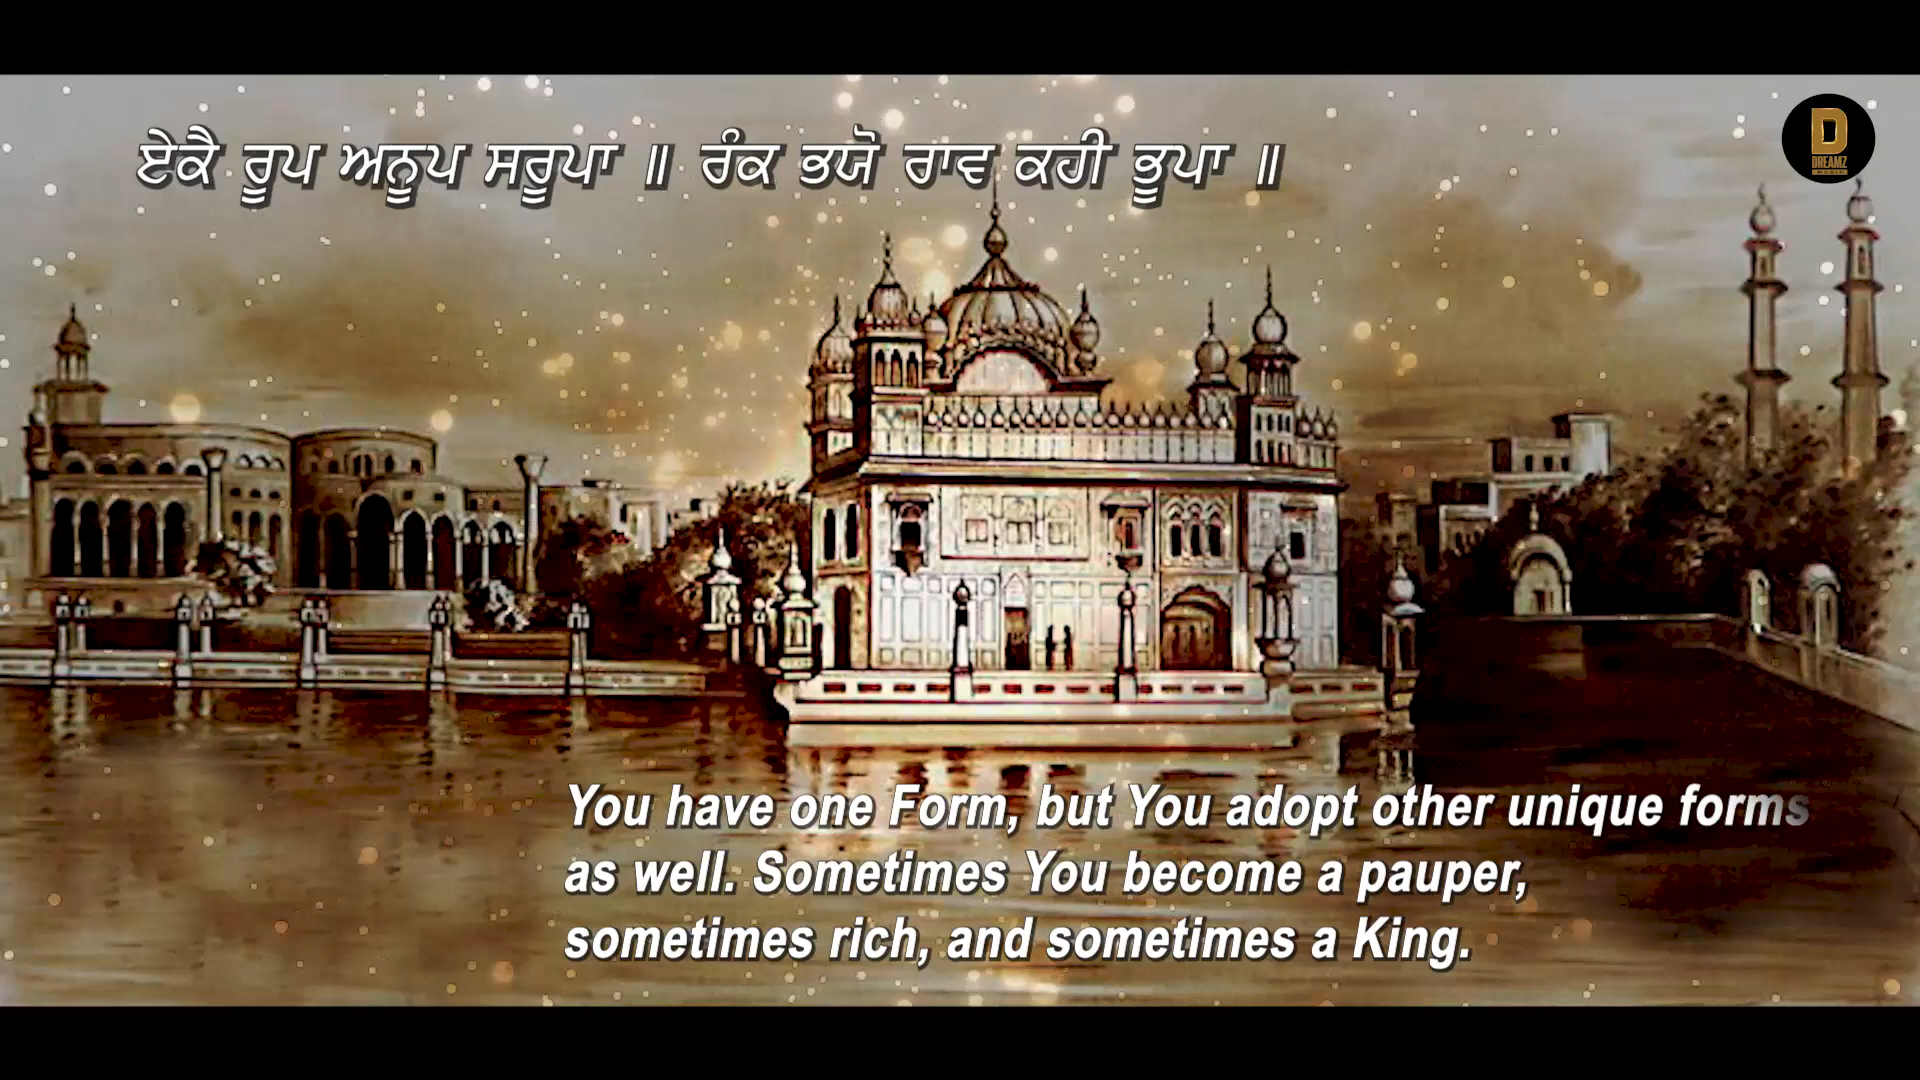 ਏਕੈ ਰੂਪ ਅਨੂਪ ਸਰੂਪਾ ॥ ਰੰਕ ਭਯੋ ਰਾਵ ਕਹੀ ਭੂਪਾ ॥
D
DREAMZ
MUSIC
You have one Form, but You adopt other unique forms
as well. Sometimes You become a pauper,
sometimes rich, and sometimes a King.